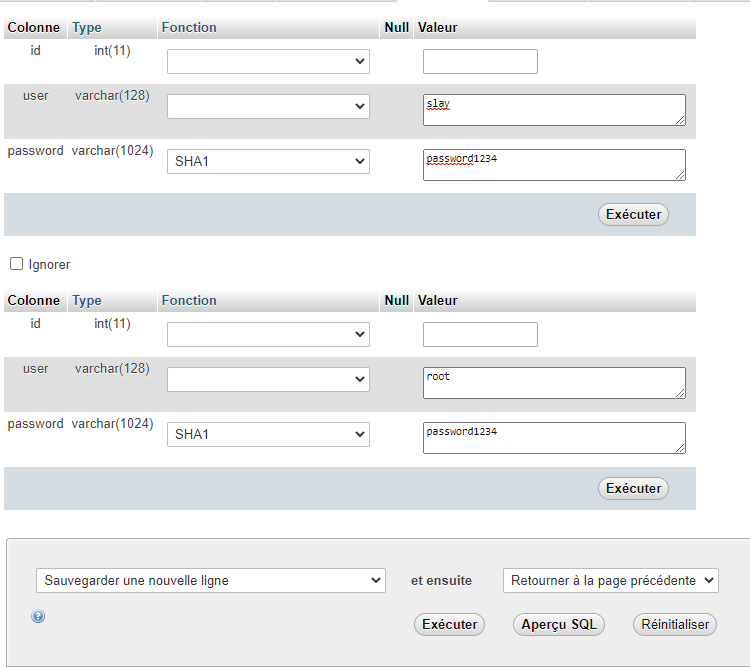 Colonne Type Fonction Null Valeur
id int(11)
user varchar(128) slay
password varchar(1024) SHA1 password1234
Exécuter
Ignorer
Colonne Type Fonction Null Valeur
id int(11)
user varchar(128) root
password varchar(1024) SHA1 password1234
Exécuter
Sauvegarder une nouvelle ligne et ensuite Retourner à la page précédente
Exécuter Aperçu SQL Réinitialiser